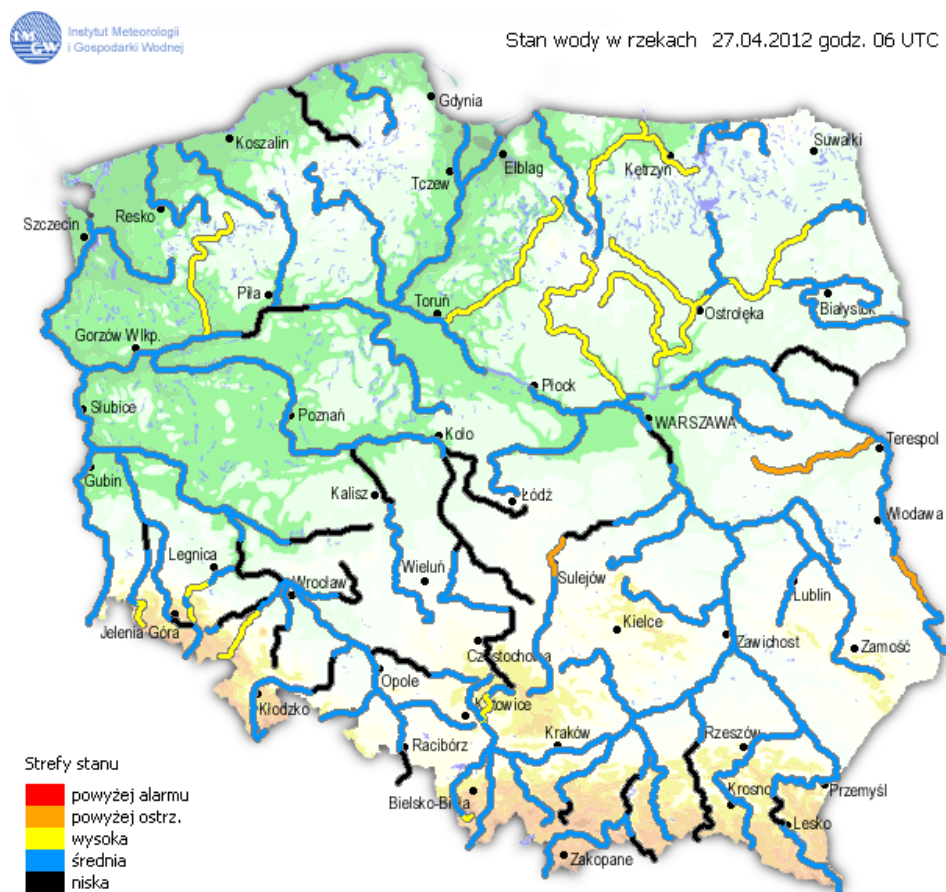 Instytut Meteorologii
i Gospodarki Wodnej
Stan wody w rzekach 27.04.2012 godz. 06 UTC
Gdynia
Koszalin
Suwałki
Elbląg
Kętrzyn
Tczew
Resko
Szczecin
Piła
Toruń
Ostrołęka
Białystok
Gorzów Wlkp.
Płock
Słubice
Poznań
WARSZAWA
Koło
Terespol
Gubin
Kalisz
Łódź
Włodawa
Legnica
Wieluń
Sulejów
Wrocław
Lublin
Jelenia Góra
Kielce
Zawichost
Zamość
Częstochowa
Opole
Kłodzko
Katowice
Kraków
Rzeszów
Racibórz
Strefy stanu
powyżej alarmu
powyżej ostrz.
wysoka
średnia
niska
Bielsko-Biała
Krosno
Przemyśl
Lesko
Zakopane